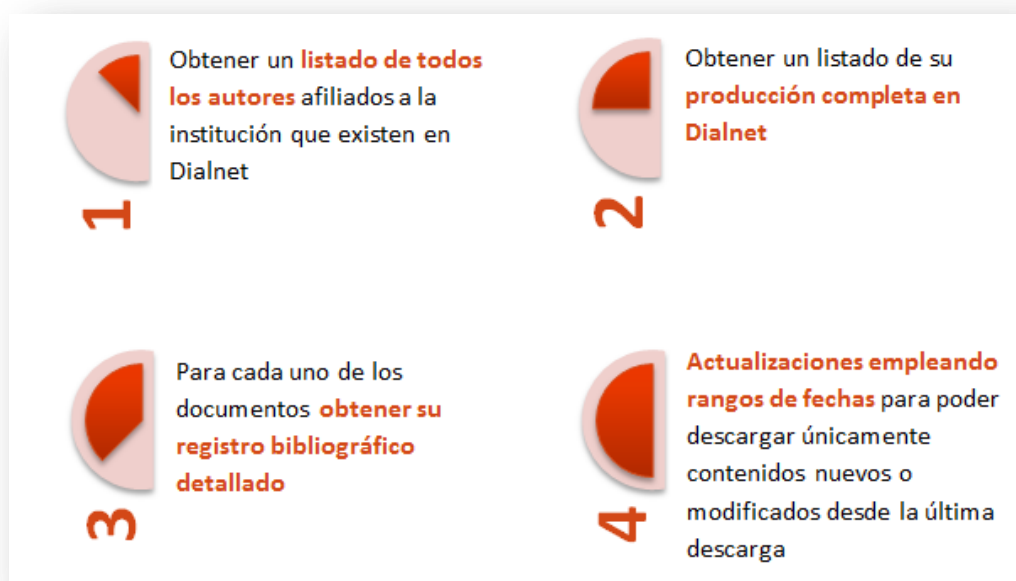 Obtener un listado de todos
los autores afiliados a la
institución que existen en
Dialnet
1
Obtener un listado de su
producción completa en
Dialnet
2
Para cada uno de los
documentos obtener su
registro bibliográfico
detallado
3
Actualizaciones empleando
rangos de fechas para poder
descargar únicamente
contenidos nuevos o
modificados desde la última
descarga
4